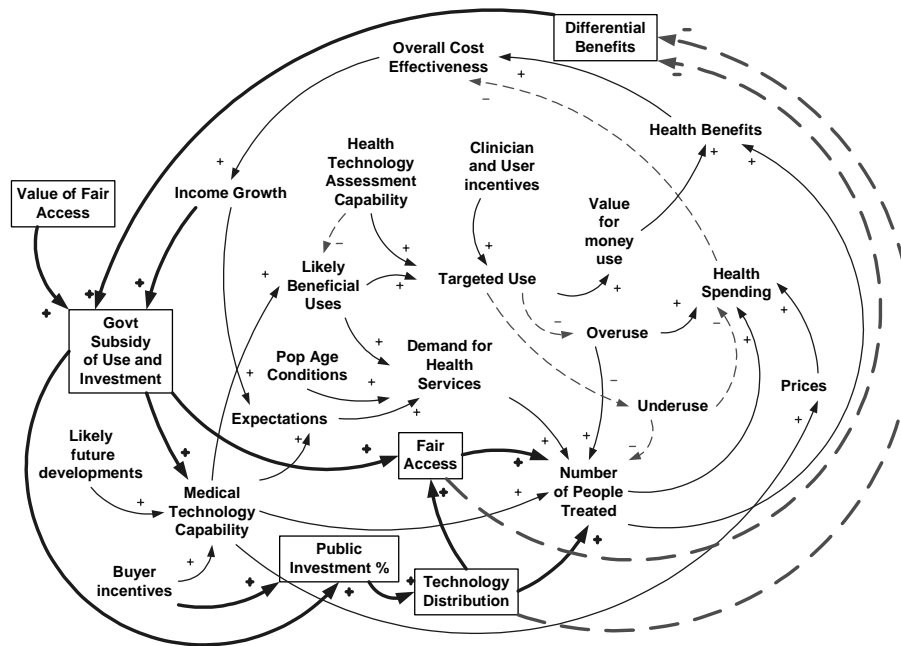 Differential
Benefits
Overall Cost
Effectiveness
Health Benefits
Health
Technology
Assessment
Capability
Clinician
and User
incentives
Value of Fair
Access
Income Growth
Value
for
money
use
Likely
Beneficial
Uses
Targeted Use
Health
Spending
Govt
Subsidy
of Use and
Investment
Overuse
Pop Age
Conditions
Demand for
Health
Services
Prices
Expectations
Underuse
Likely
future
developments
Fair
Access
Number
of People
Treated
Medical
Technology
Capability
Public
Investment %
Buyer
incentives
Technology
Distribution